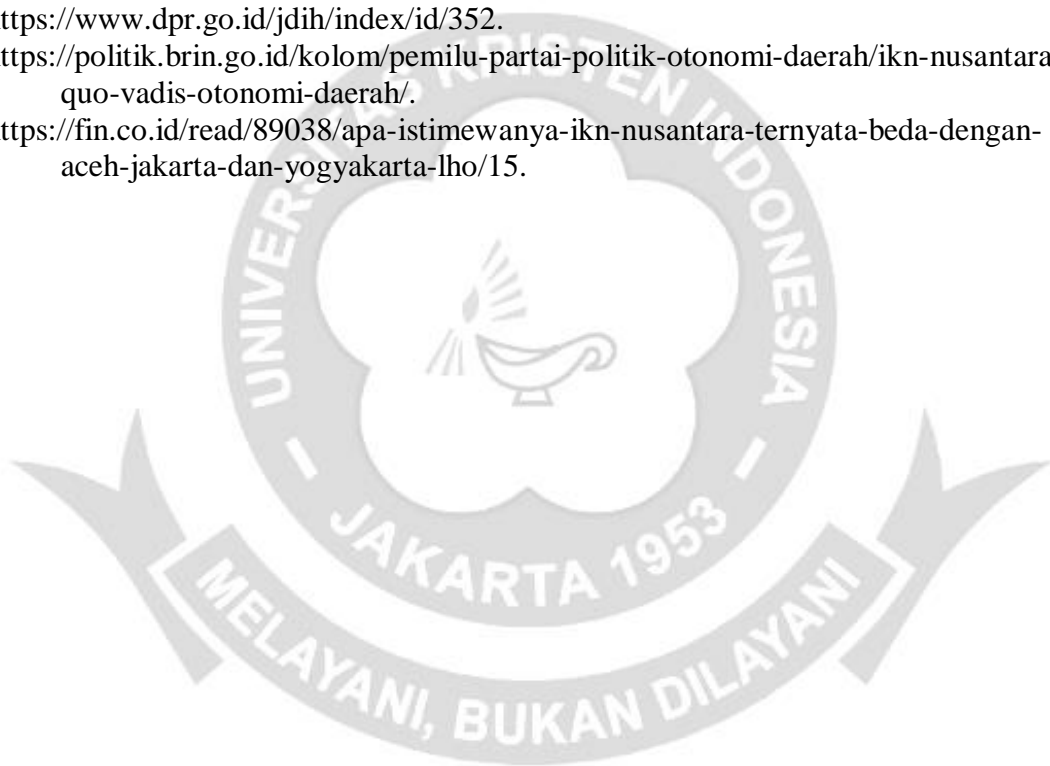 ttps://www.dpr.go.id/jdih/index/id/352.
ttps://politik.brin.go.id/kolom/pemilu-partai-politik-otonomi-daerah/ikn-nusantara
quo-vadis-otonomi-daerah/.
ttps://fin.co.id/read/89038/apa-istimewanya-ikn-nusantara-ternyata-beda-dengan-
aceh-jakarta-dan-yogyakarta-lho/15.
UNIVERSITAS KRISTEN INDONESIA
- JAKARTA 1953 -
MELAYANI, BUKAN DILAYANI